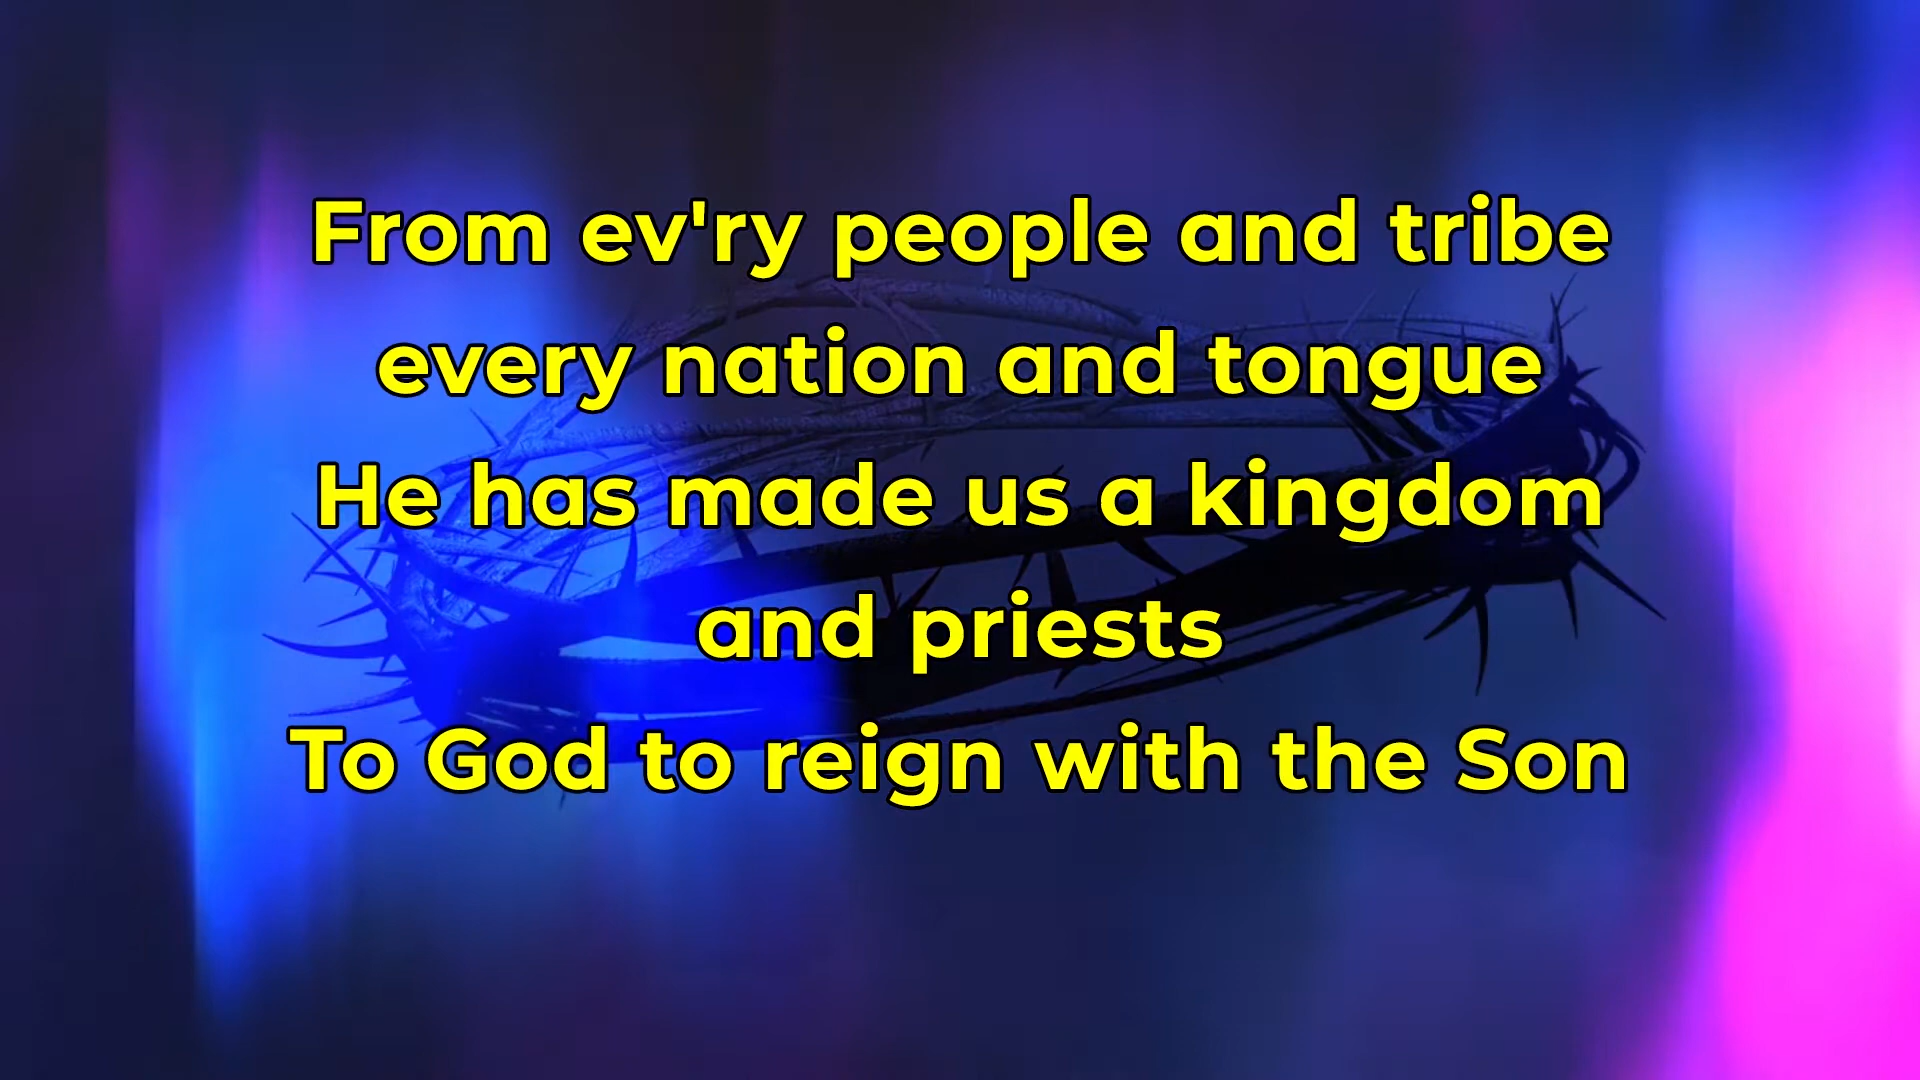 From ev'ry people and tribe
every nation and tongue
He has made us a kingdom
and priests
To God to reign with the Son